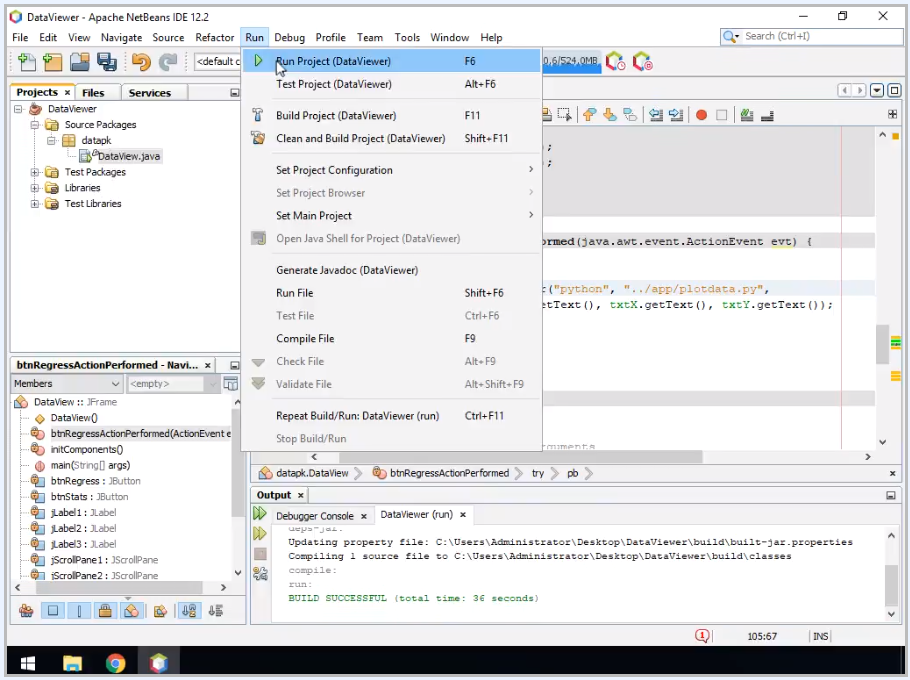 DataViewer - Apache NetBeans IDE 12.2
File Edit View Navigate Source Refactor Run Debug Profile Team Tools Window Help
Search (Ctrl+I)
<default c
0,6/524,0MB
Projects × Files Services
DataViewer
Source Packages
datapk
DataView.java
Test Packages
Libraries
Test Libraries
Run Project (DataViewer) F6
Test Project (DataViewer) Alt+F6
Build Project (DataViewer) F11
Clean and Build Project (DataViewer) Shift+F11
Set Project Configuration
Set Project Browser
Set Main Project
Open Java Shell for Project (DataViewer)
Generate Javadoc (DataViewer)
Run File Shift+F6
Test File Ctrl+F6
Compile File F9
Check File Alt+F9
Validate File Alt+Shift+F9
Repeat Build/Run: DataViewer (run) Ctrl+F11
Stop Build/Run
);
);
ormed(java.awt.event.ActionEvent evt) {
r("python", "../app/plotdata.py",
etText(), txtX.getText(), txtY.getText());
guments
btnRegressActionPerformed - Navi... ×
Members <empty>
DataView :: JFrame
DataView()
btnRegressActionPerformed(ActionEvent e
initComponents()
main(String[] args)
btnRegress : JButton
btnStats : JButton
jLabel1 : JLabel
jLabel2 : JLabel
jLabel3 : JLabel
jScrollPane1 : JScrollPane
jScrollPane2 : JScrollPane
datapk.DataView btnRegressActionPerformed try pb
Output ×
Debugger Console × DataViewer (run) ×
deps-jar:
Updating property file: C:\Users\Administrator\Desktop\DataViewer\build\built-jar.properties
Compiling 1 source file to C:\Users\Administrator\Desktop\DataViewer\build\classes
compile:
run:
BUILD SUCCESSFUL (total time: 36 seconds)
1 105:67 INS